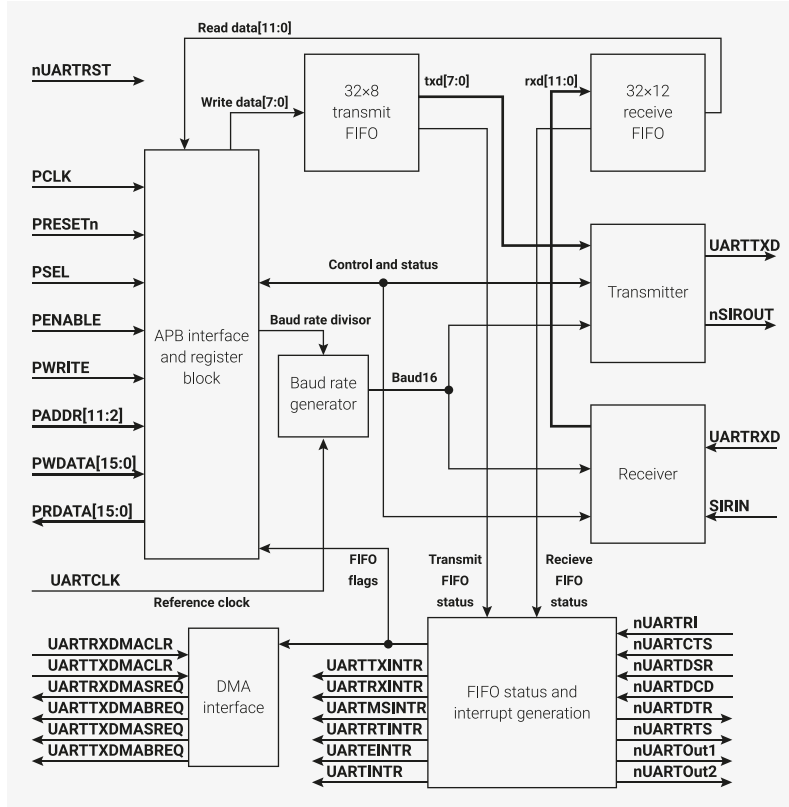 Read data[11:0]
nUARTRST
Write data[7:0]
32×8
transmit
FIFO
txd[7:0]
rxd[11:0]
32×12
receive
FIFO
PCLK
PRESETn
PSEL
PENABLE
PWRITE
PADDR[11:2]
PWDATA[15:0]
PRDATA[15:0]
APB interface
and register
block
Control and status
Baud rate divisor
Baud rate
generator
Baud16
Transmitter
UARTTXD
nSIROUT
Receiver
UARTRXD
SIRIN
UARTCLK
Reference clock
FIFO
flags
Transmit
FIFO
status
Recieve
FIFO
status
UARTRXDMACLR
UARTTXDMACLR
UARTRXDMASREQ
UARTRXDMABREQ
UARTTXDMASREQ
UARTTXDMABREQ
DMA
interface
UARTTXINTR
UARTRXINTR
UARTMSINTR
UARTRTINTR
UARTEINTR
UARTINTR
FIFO status and
interrupt generation
nUARTRI
nUARTCTS
nUARTDSR
nUARTDCD
nUARTDTR
nUARTRTS
nUARTOut1
nUARTOut2